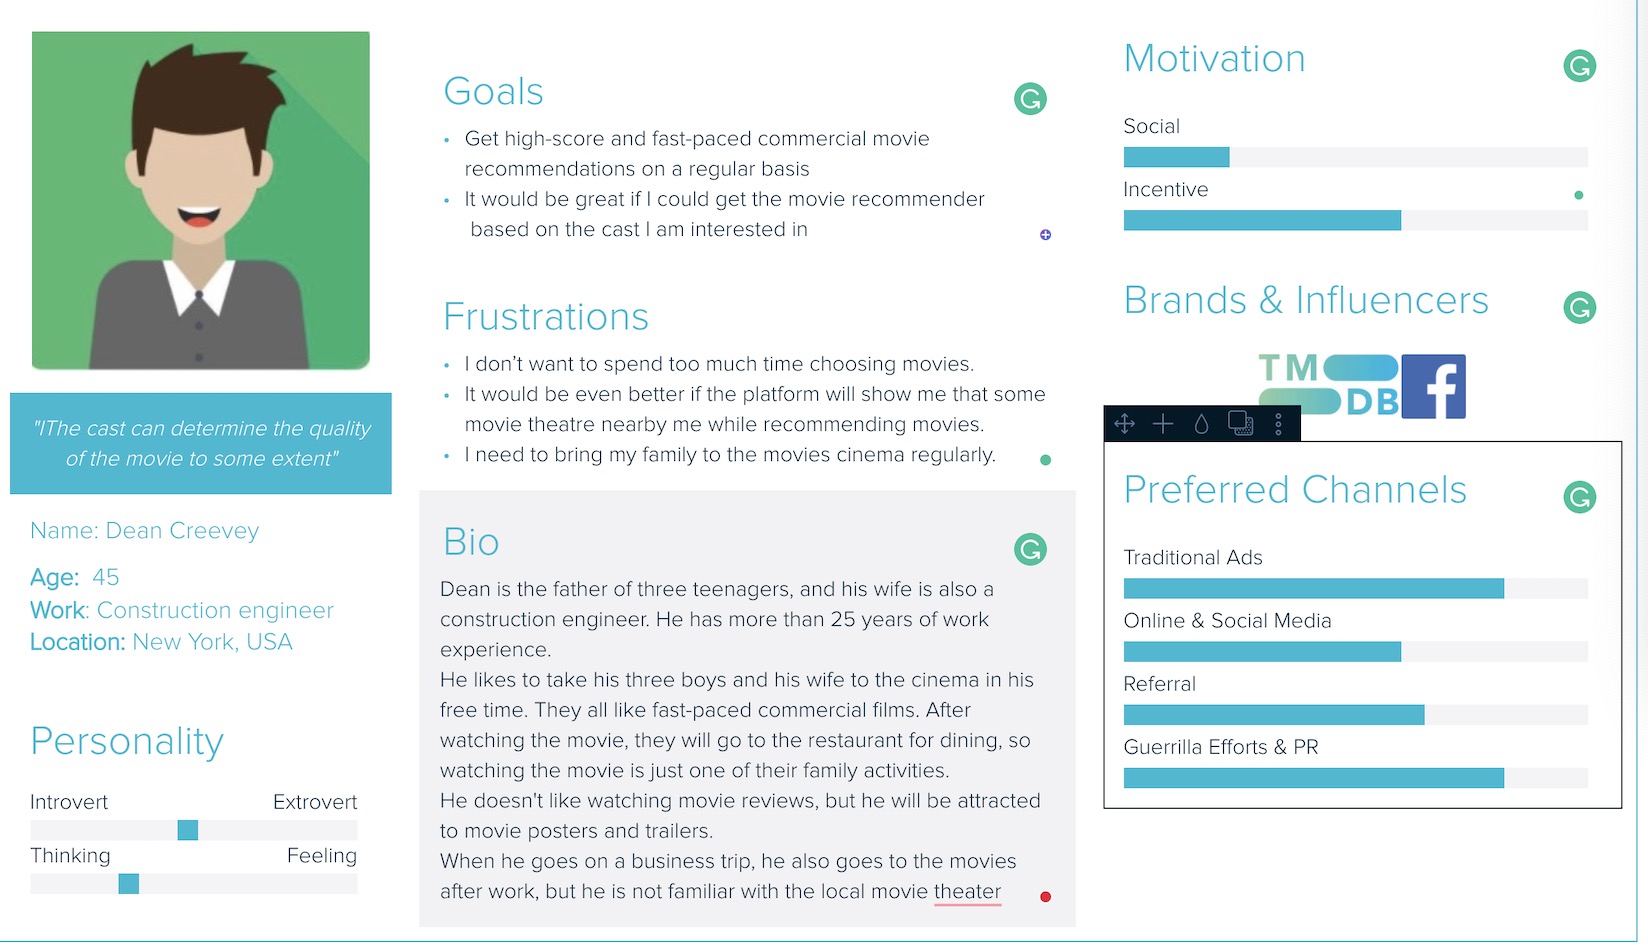 "IThe cast can determine the quality
of the movie to some extent"
Name: Dean Creevey
Age: 45
Work: Construction engineer
Location: New York, USA
Personality
Introvert Extrovert
Thinking Feeling
Goals
• Get high-score and fast-paced commercial movie
recommendations on a regular basis
• It would be great if I could get the movie recommender
based on the cast I am interested in
Frustrations
• I don’t want to spend too much time choosing movies.
• It would be even better if the platform will show me that some
movie theatre nearby me while recommending movies.
• I need to bring my family to the movies cinema regularly.
Bio
Dean is the father of three teenagers, and his wife is also a
construction engineer. He has more than 25 years of work
experience.
He likes to take his three boys and his wife to the cinema in his
free time. They all like fast-paced commercial films. After
watching the movie, they will go to the restaurant for dining, so
watching the movie is just one of their family activities.
He doesn't like watching movie reviews, but he will be attracted
to movie posters and trailers.
When he goes on a business trip, he also goes to the movies
after work, but he is not familiar with the local movie theater
Motivation
Social
Incentive
Brands & Influencers
TM
DB
f
Preferred Channels
Traditional Ads
Online & Social Media
Referral
Guerrilla Efforts & PR